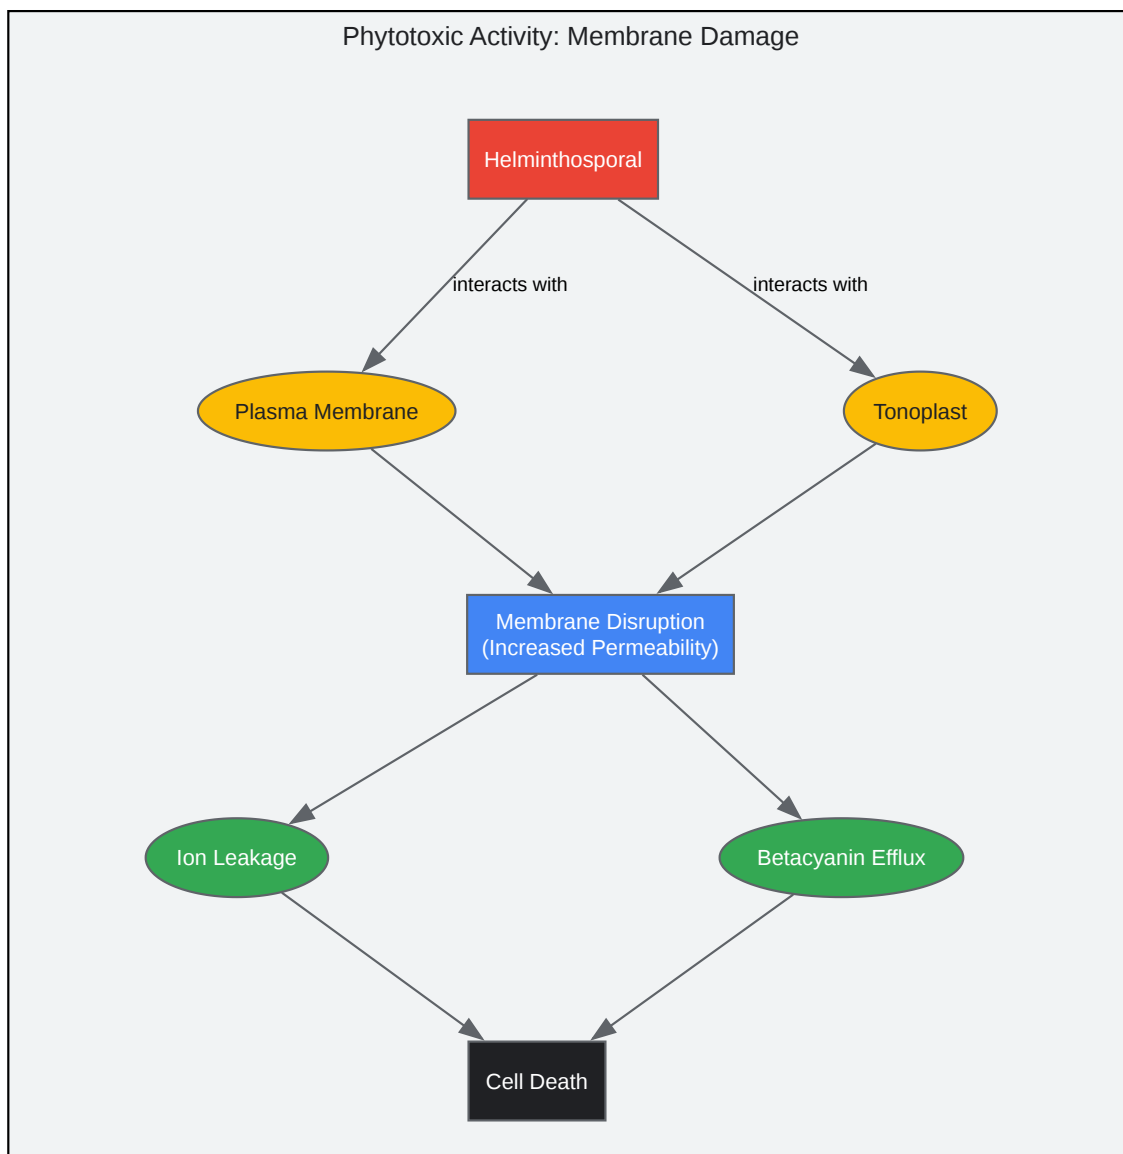 Phytotoxic Activity: Membrane Damage
Helminthosporal
interacts with
interacts with
Plasma Membrane
Tonoplast
Membrane Disruption
(Increased Permeability)
Ion Leakage
Betacyanin Efflux
Cell Death